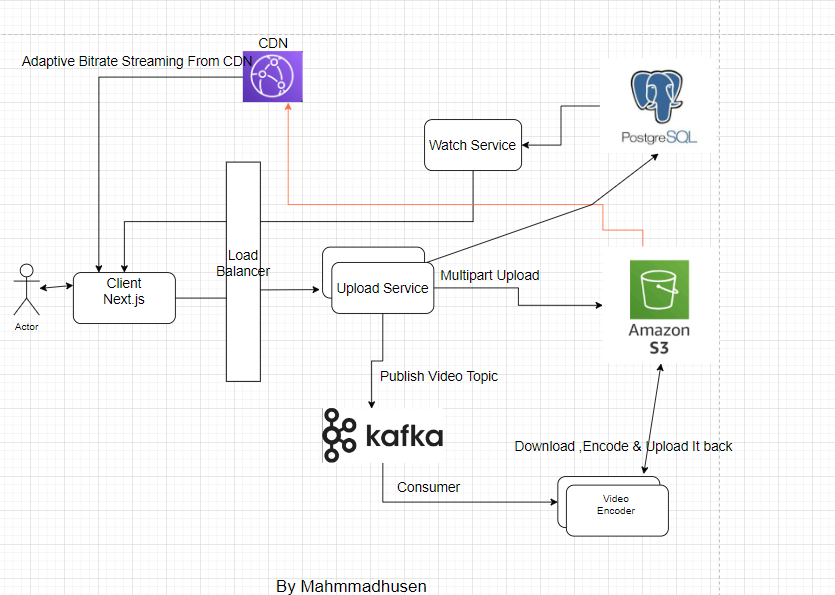 CDN
Adaptive Bitrate Streaming From CDN
PostgreSQL
Watch Service
Load
Balancer
Client
Next.js
Upload Service
Multipart Upload
Actor
Amazon
S3
Publish Video Topic
kafka
Download ,Encode & Upload It back
Consumer
Video
Encoder
By Mahmmadhusen